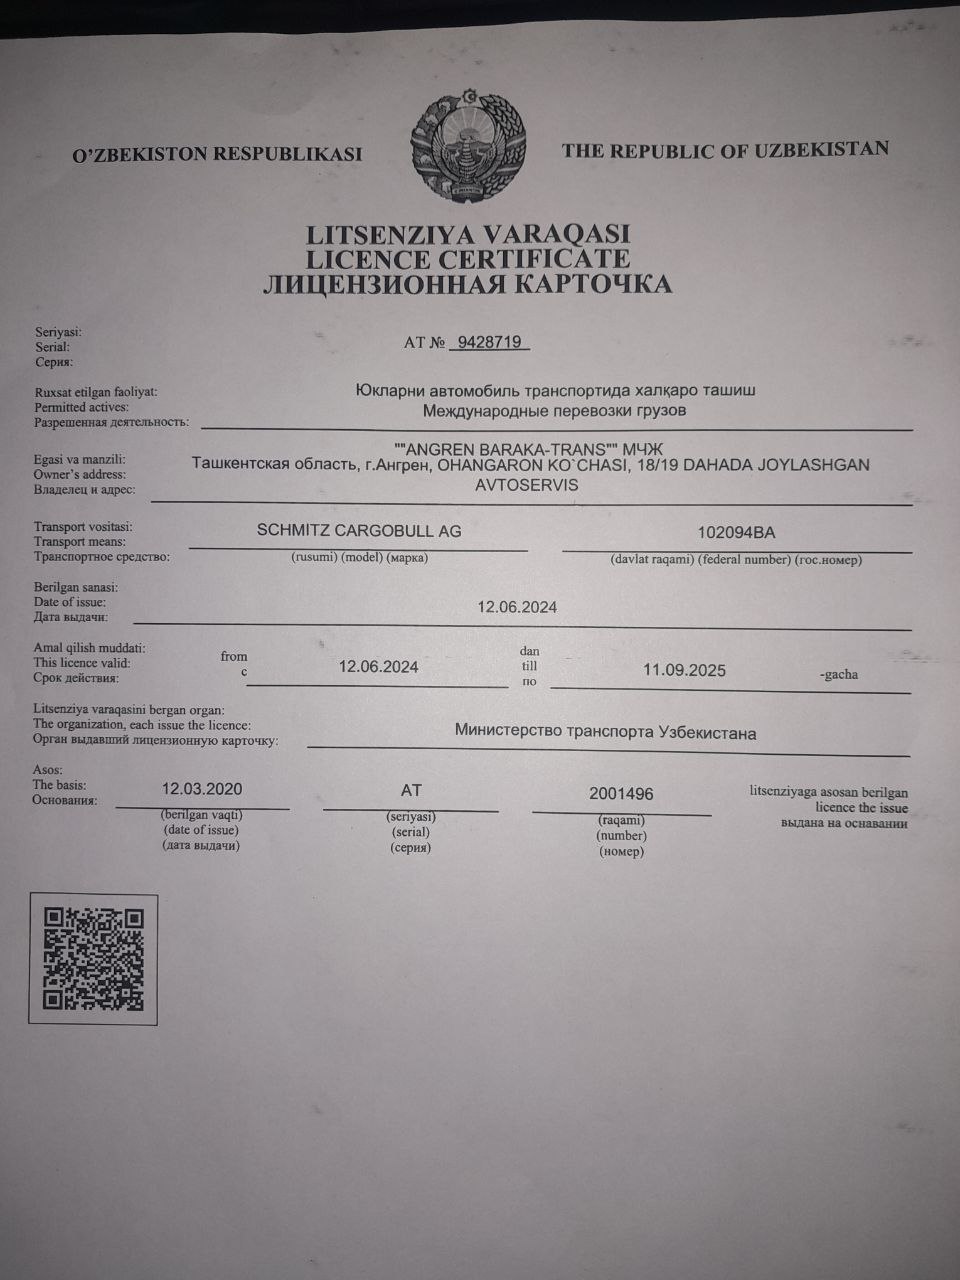 O'ZBEKISTON RESPUBLIKASI
THE REPUBLIC OF UZBEKISTAN
LITSENZIYA VARAQASI
LICENCE CERTIFICATE
ЛИЦЕНЗИОННАЯ КАРТОЧКА
Seriyasi:
Serial:
Серия:
АТ № 9428719
Ruxsat etilgan faoliyat:
Permitted actives:
Разрешенная деятельность:
Юкларни автомобиль транспортида халқаро ташиш
Международные перевозки грузов
Egasi va manzili:
Owner's address:
Владелец и адрес:
""ANGREN BARAKA-TRANS"" МЧЖ
Ташкентская область, г.Ангрен, OHANGARON KO`CHASI, 18/19 DAHADA JOYLASHGAN
AVTOSERVIS
Transport vositasi:
Transport means:
Транспортное средство:
SCHMITZ CARGOBULL AG
(rusumi) (model) (марка)
102094BA
(davlat raqami) (federal number) (гос.номер)
Berilgan sanasi:
Date of issue:
Дата выдачи:
12.06.2024
Amal qilish muddati:
This licence valid:
Срок действия:
from
с
12.06.2024
dan
till
по
11.09.2025
-gacha
Litsenziya varaqasini bergan organ:
The organization, each issue the licence:
Орган выдавший лицензионную карточку:
Министерство транспорта Узбекистана
Asos:
The basis:
Основания:
12.03.2020
(berilgan vaqti)
(date of issue)
(дата выдачи)
АТ
(seriyasi)
(serial)
(серия)
2001496
(raqami)
(number)
(номер)
litsenziyaga asosan berilgan
licence the issue
выдана на оснавании